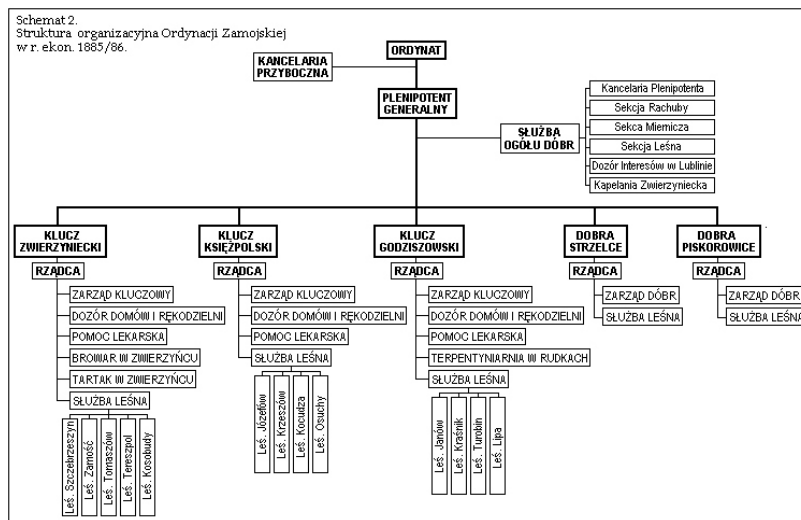 Schemat 2.
Struktura organizacyjna Ordynacji Zamojskiej
w r. ekon. 1885/86.
ORDYNAT
KANCELARIA
PRZYBOCZNA
PLENIPOTENT
GENERALNY
SŁUŻBA
OGÓŁU DÓBR
Kancelaria Plenipotenta
Sekcja Rachuby
Sekca Miernicza
Sekcja Leśna
Dozór Interesów w Lublinie
Kapelania Zwierzyniecka
KLUCZ
ZWIERZYNIECKI
RZĄDCA
ZARZĄD KLUCZOWY
DOZÓR DOMÓW I RĘKODZIELNI
POMOC LEKARSKA
BROWAR W ZWIERZYŃCU
TARTAK W ZWIERZYŃCU
SŁUŻBA LEŚNA
Leś. Szczebrzeszyn
Leś. Zamość
Leś. Tomaszów
Leś. Tereszpol
Leś. Kosobudy
KLUCZ
KSIĘŻPOLSKI
RZĄDCA
ZARZĄD KLUCZOWY
DOZÓR DOMÓW I RĘKODZIELNI
POMOC LEKARSKA
SŁUŻBA LEŚNA
Leś. Józefów
Leś. Krzeszów
Leś. Kocudza
Leś. Osuchy
KLUCZ
GODZISZOWSKI
RZĄDCA
ZARZĄD KLUCZOWY
DOZÓR DOMÓW I RĘKODZIELNI
POMOC LEKARSKA
TERPENTYNIARNIA W RUDKACH
SŁUŻBA LEŚNA
Leś. Janów
Leś. Kraśnik
Leś. Turobin
Leś. Lipa
DOBRA
STRZELCE
RZĄDCA
ZARZĄD DÓBR
SŁUŻBA LEŚNA
DOBRA
PISKOROWICE
RZĄDCA
ZARZĄD DÓBR
SŁUŻBA LEŚNA